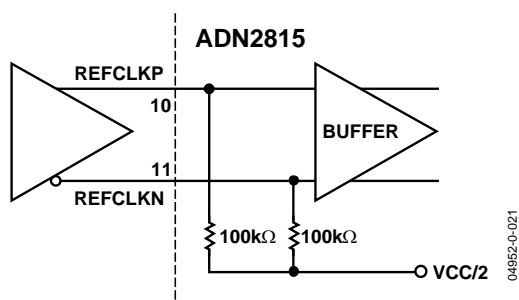 ADN2815
REFCLKP
10
BUFFER
11
REFCLKN
100kΩ
100kΩ
VCC/2
04952-0-021